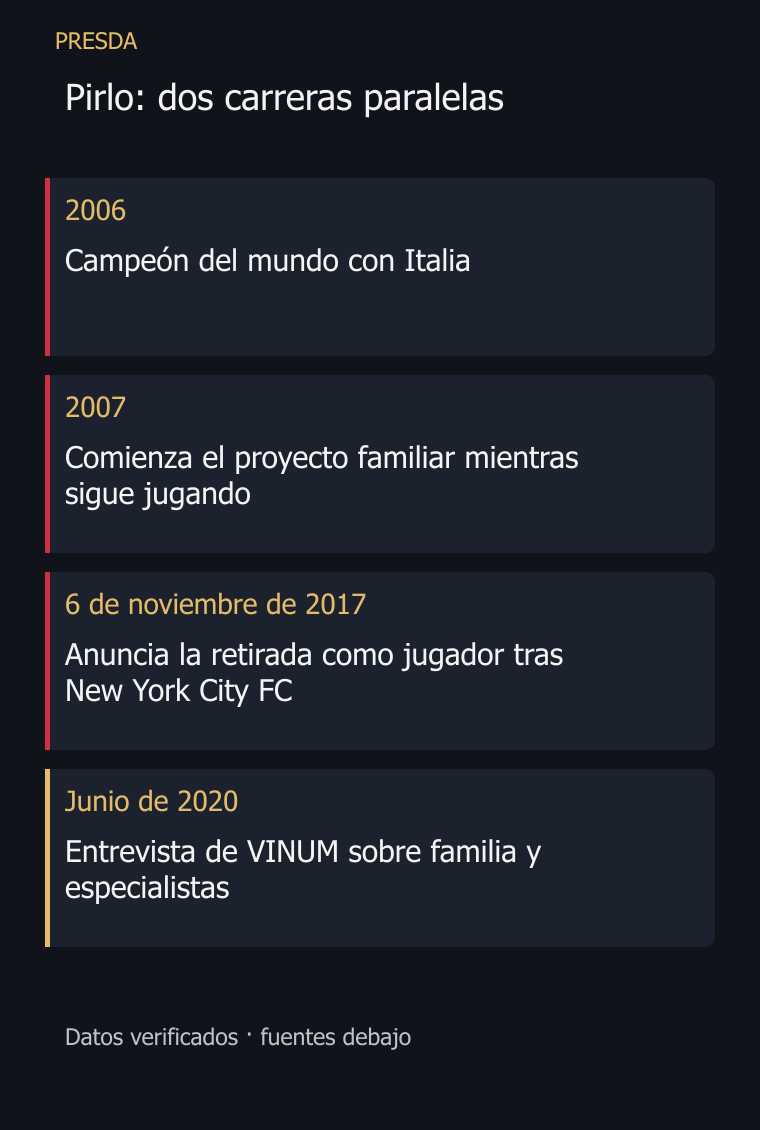 PRESDA
Pirlo: dos carreras paralelas
2006
Campeón del mundo con Italia
2007
Comienza el proyecto familiar mientras
sigue jugando
6 de noviembre de 2017
Anuncia la retirada como jugador tras
New York City FC
Junio de 2020
Entrevista de VINUM sobre familia y
especialistas
Datos verificados · fuentes debajo